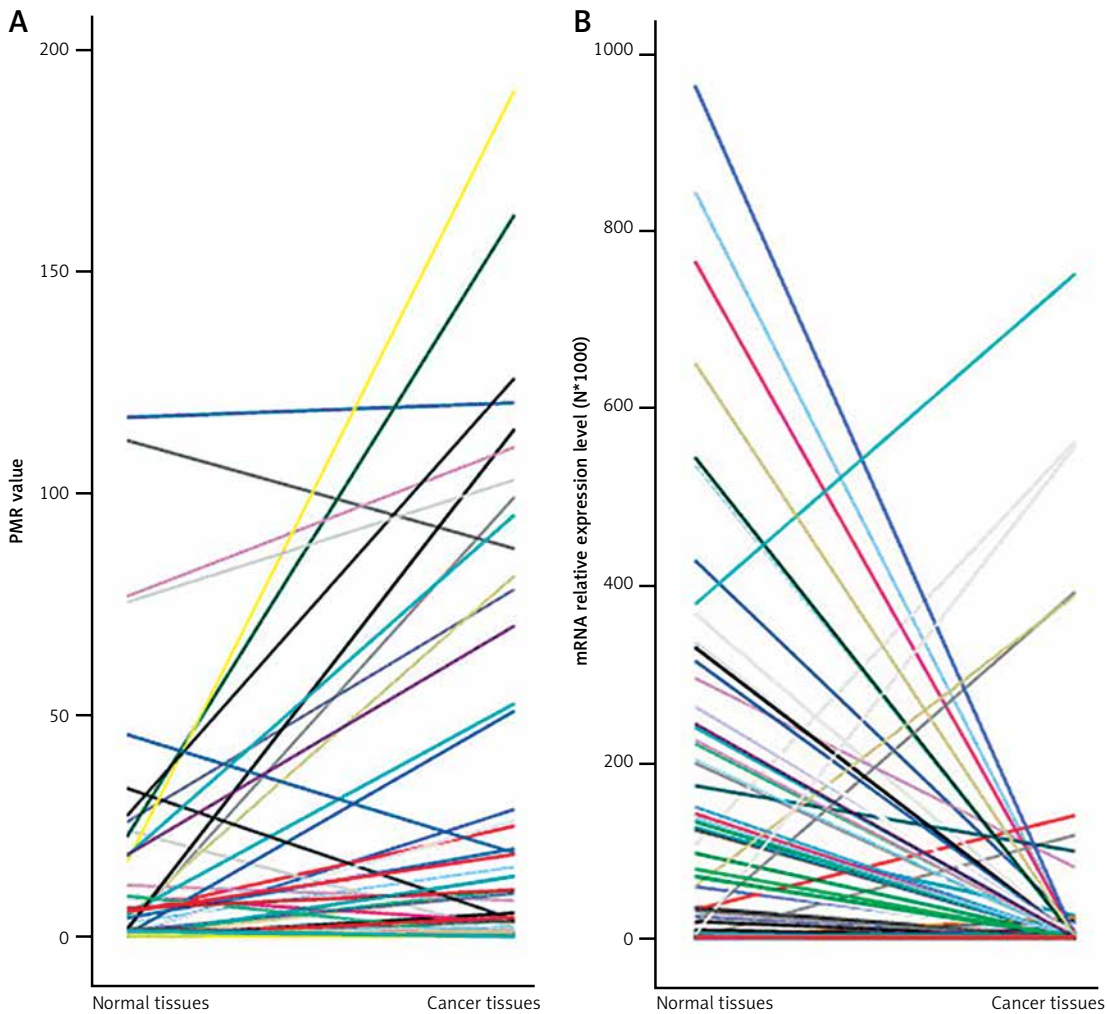 A
PMR value
200
150
100
50
0
Normal tissues
Cancer tissues
B
mRNA relative expression level (N*1000)
1000
800
600
400
200
0
Normal tissues
Cancer tissues